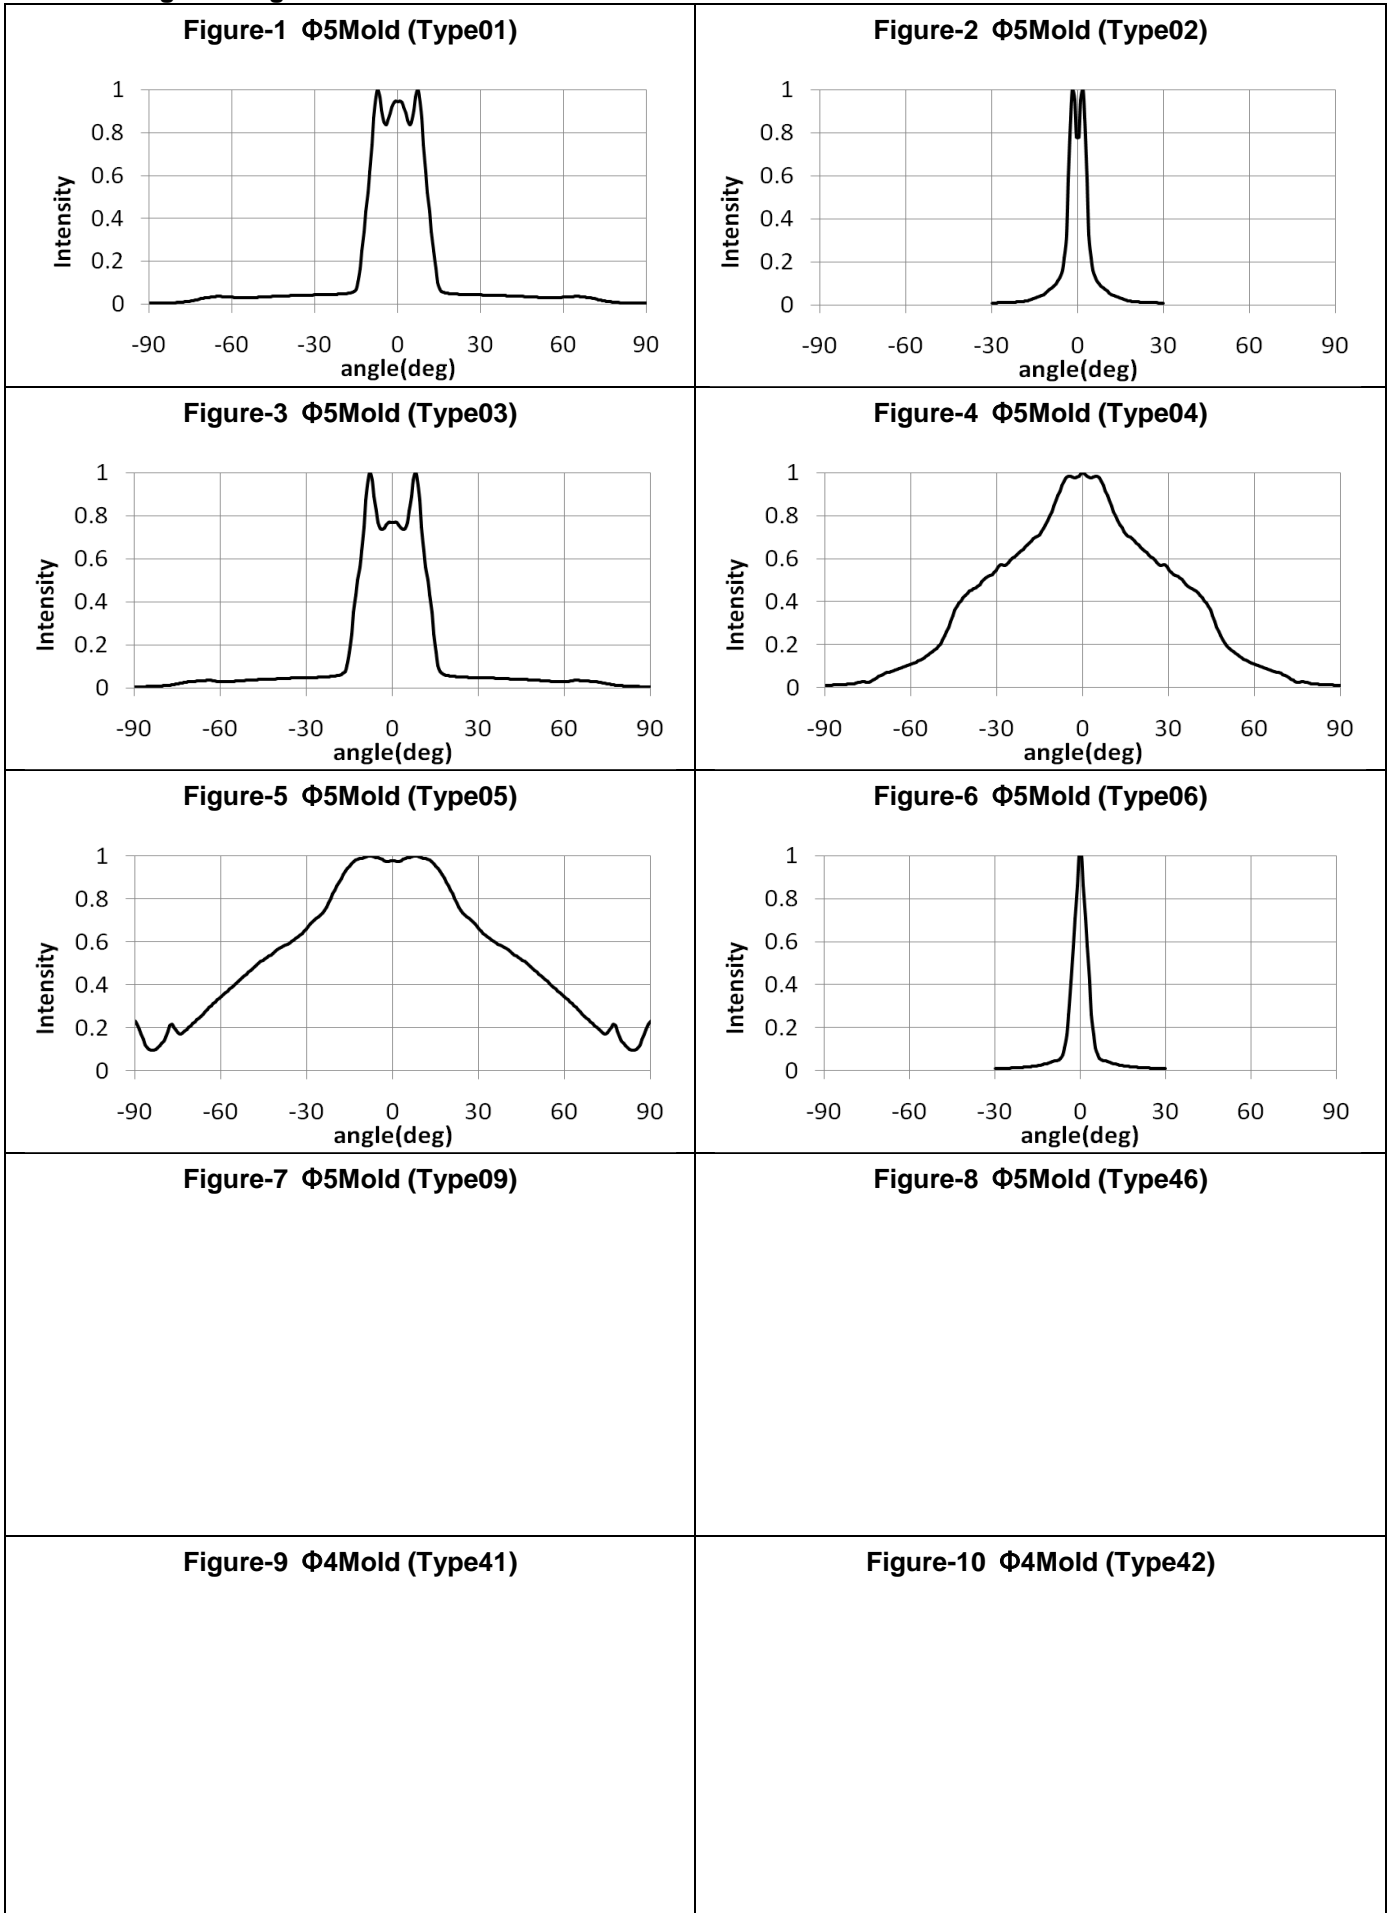 Figure-1 Φ5Mold (Type01)
1
0.8
0.6
0.4
0.2
0
Intensity
-90 -60 -30 0 30 60 90
angle(deg)
Figure-2 Φ5Mold (Type02)
1
0.8
0.6
0.4
0.2
0
Intensity
-90 -60 -30 0 30 60 90
angle(deg)
Figure-3 Φ5Mold (Type03)
1
0.8
0.6
0.4
0.2
0
Intensity
-90 -60 -30 0 30 60 90
angle(deg)
Figure-4 Φ5Mold (Type04)
1
0.8
0.6
0.4
0.2
0
Intensity
-90 -60 -30 0 30 60 90
angle(deg)
Figure-5 Φ5Mold (Type05)
1
0.8
0.6
0.4
0.2
0
Intensity
-90 -60 -30 0 30 60 90
angle(deg)
Figure-6 Φ5Mold (Type06)
1
0.8
0.6
0.4
0.2
0
Intensity
-90 -60 -30 0 30 60 90
angle(deg)
Figure-7 Φ5Mold (Type09)
Figure-8 Φ5Mold (Type46)
Figure-9 Φ4Mold (Type41)
Figure-10 Φ4Mold (Type42)